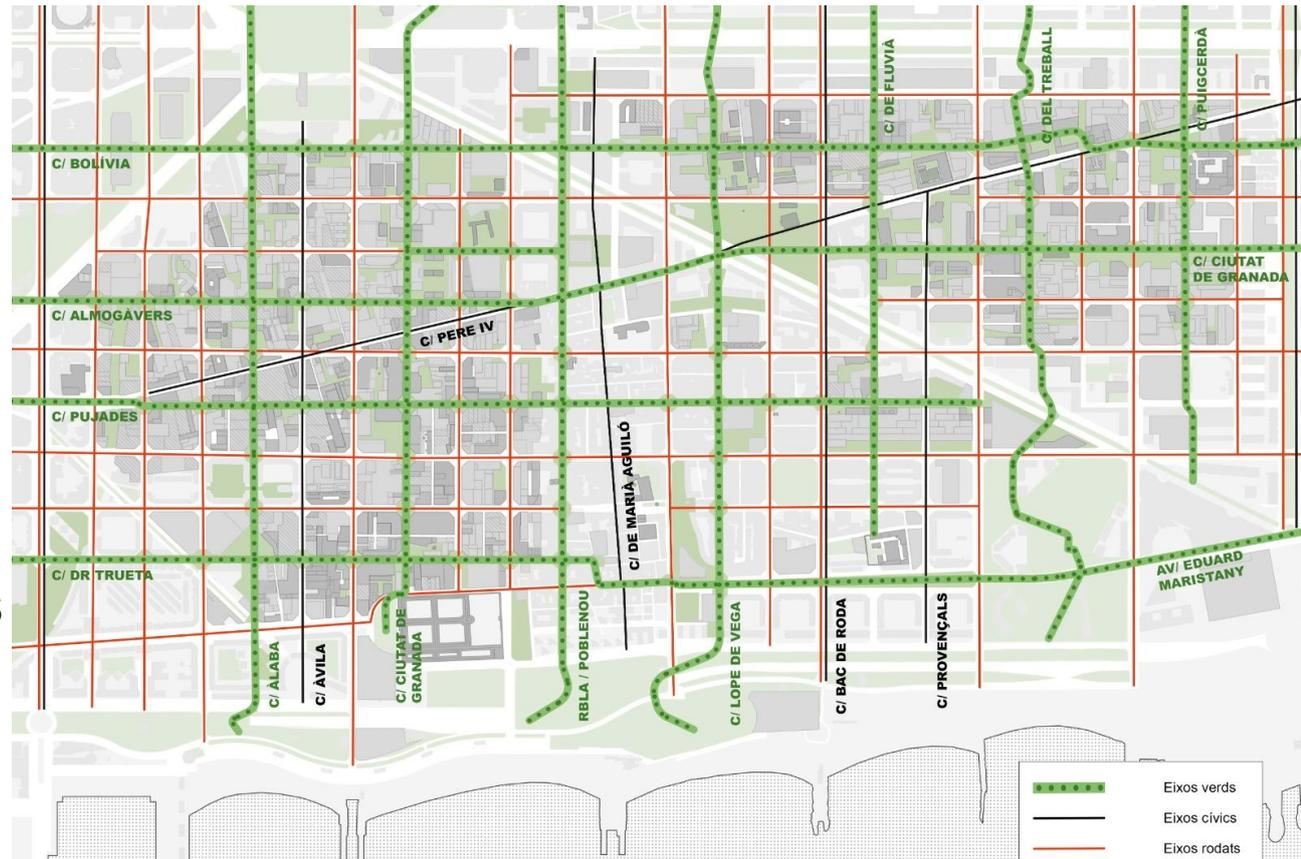 C/ DE FLUVIÀ
C/ DEL TREBALL
C/ PUIGCERDÀ
C/ BOLÍVIA
C/ CIUTAT
DE GRANADA
C/ ALMOGÀVERS
C/ PERE IV
C/ PUJADES
C/ DE MARIÀ AGUILÓ
C/ DR TRUETA
AV/ EDUARD
MARISTANY
C/ ÀLABA
C/ ÀVILA
C/ CIUTAT DE
GRANADA
RBLA / POBLENOU
C/ LOPE DE VEGA
C/ BAC DE RODA
C/ PROVENÇALS
Eixos verds
Eixos cívics
Eixos rodats